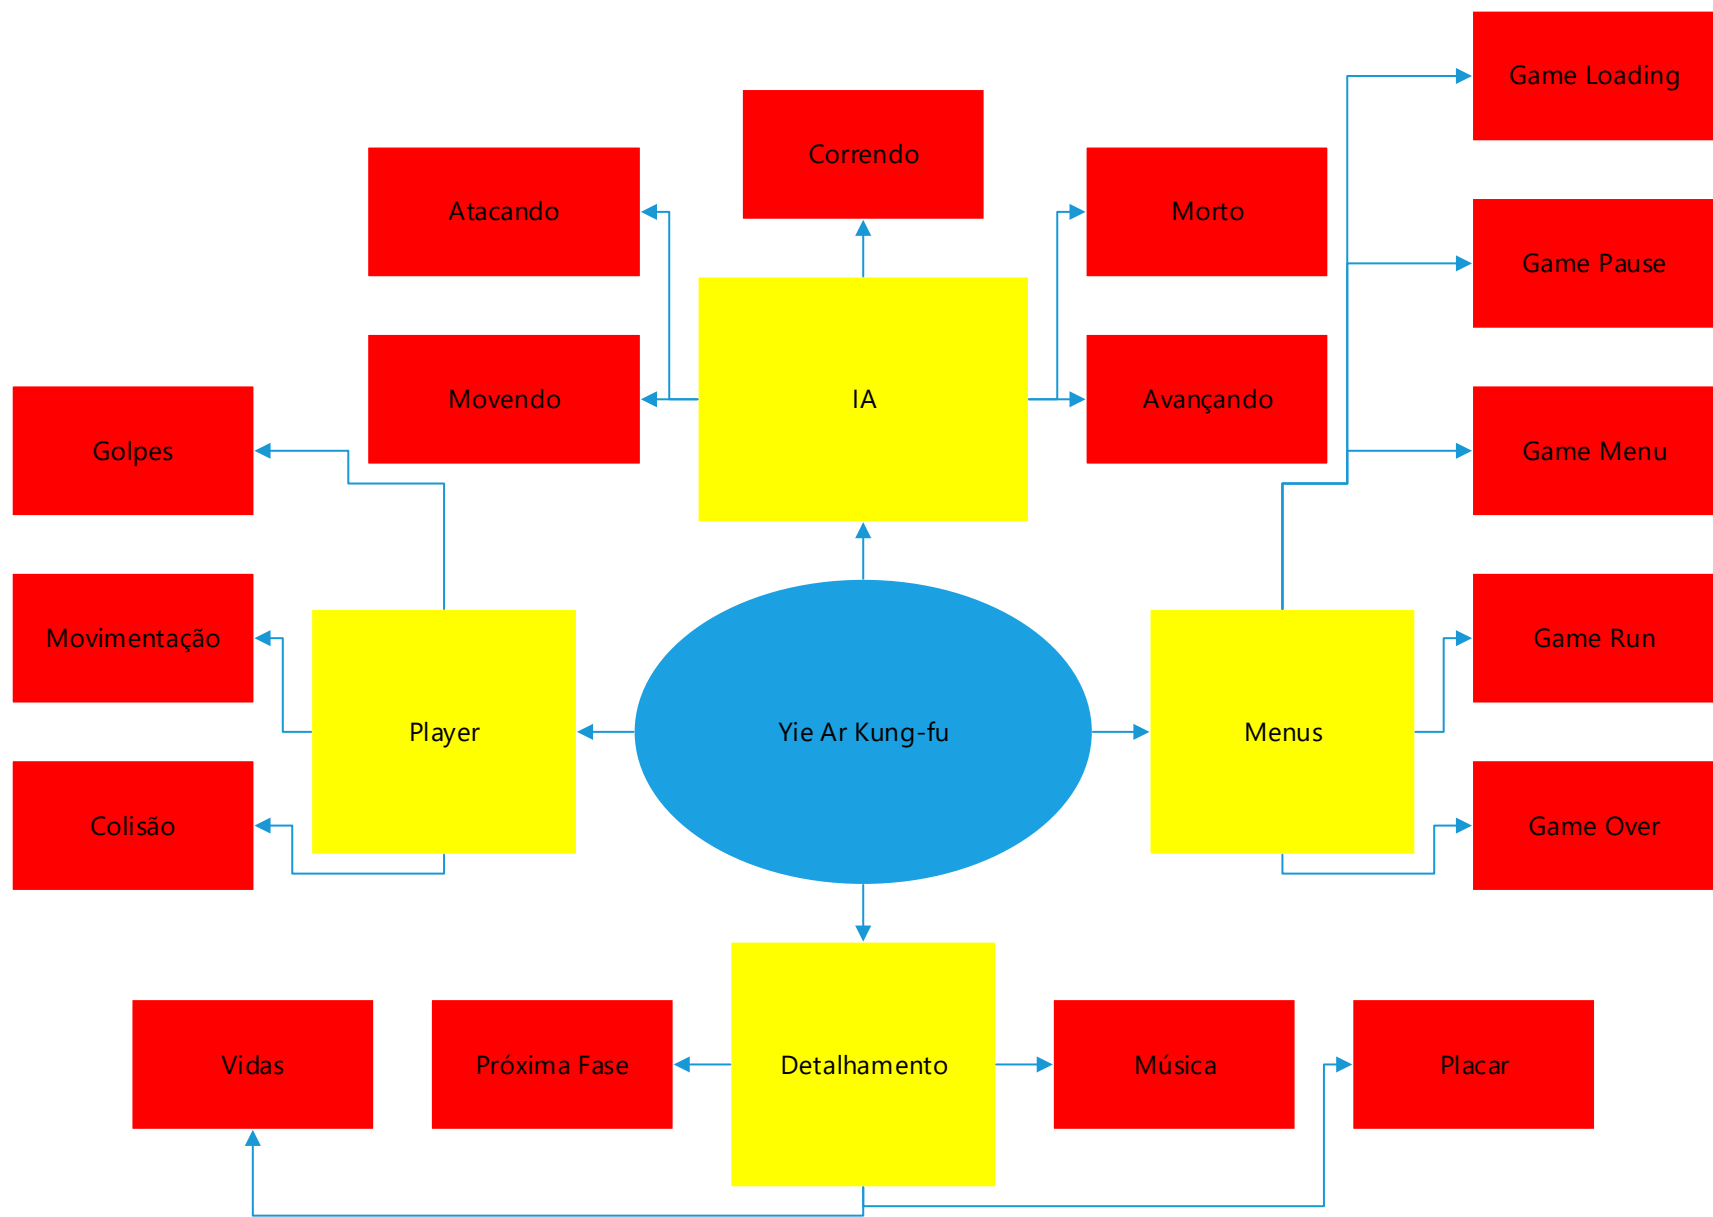 Game Loading
Correndo
Atacando
Morto
Game Pause
Movendo
IA
Avançando
Golpes
Game Menu
Movimentação
Game Run
Player
Yie Ar Kung-fu
Menus
Colisão
Game Over
Vidas
Próxima Fase
Detalhamento
Música
Placar